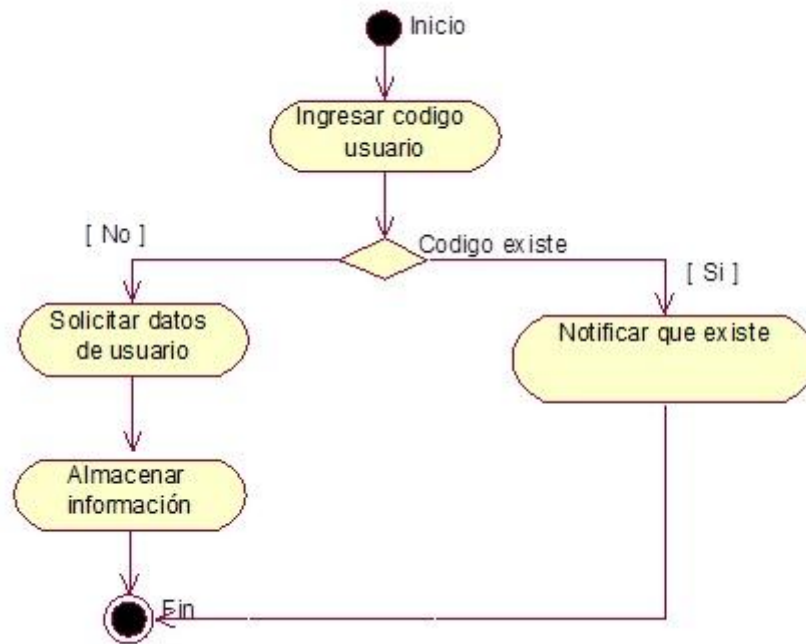 Inicio
Ingresar codigo
usuario
[ No ]
Codigo existe
[ Si ]
Solicitar datos
de usuario
Notificar que existe
Almacenar
información
Fin